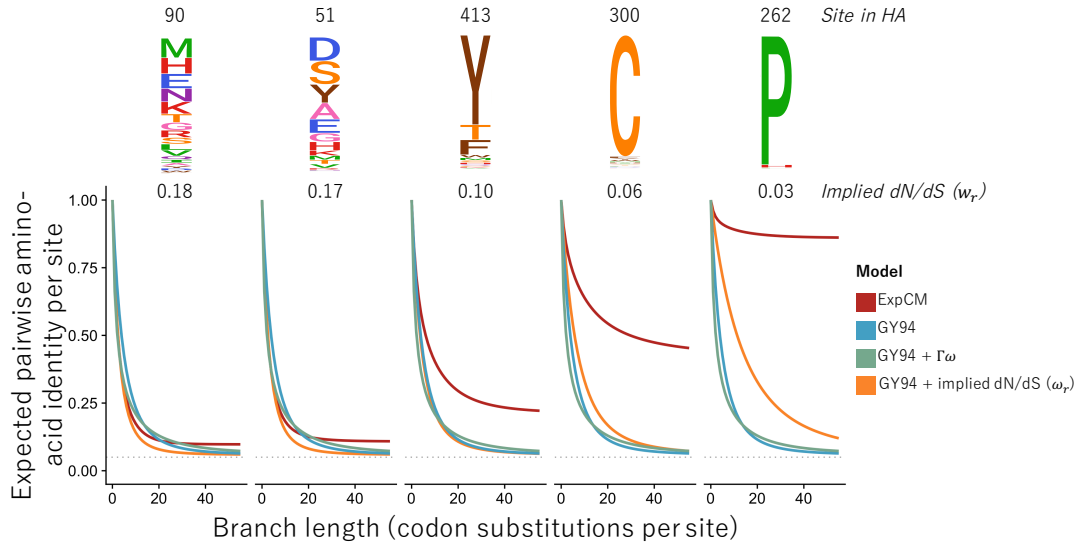 90 51 413 300 262 Site in HA
M D Y C P
H S T L
E Y F
N A
K E
T G
G H
R K
S M
L T
V
0.18 0.17 0.10 0.06 0.03 Implied dN/dS (wᵣ)
Expected pairwise amino-
acid identity per site
1.00
0.75
0.50
0.25
0.00
Model
ExpCM
GY94
GY94 + Γω
GY94 + implied dN/dS (ωᵣ)
0 20 40 0 20 40 0 20 40 0 20 40 0 20 40
Branch length (codon substitutions per site)